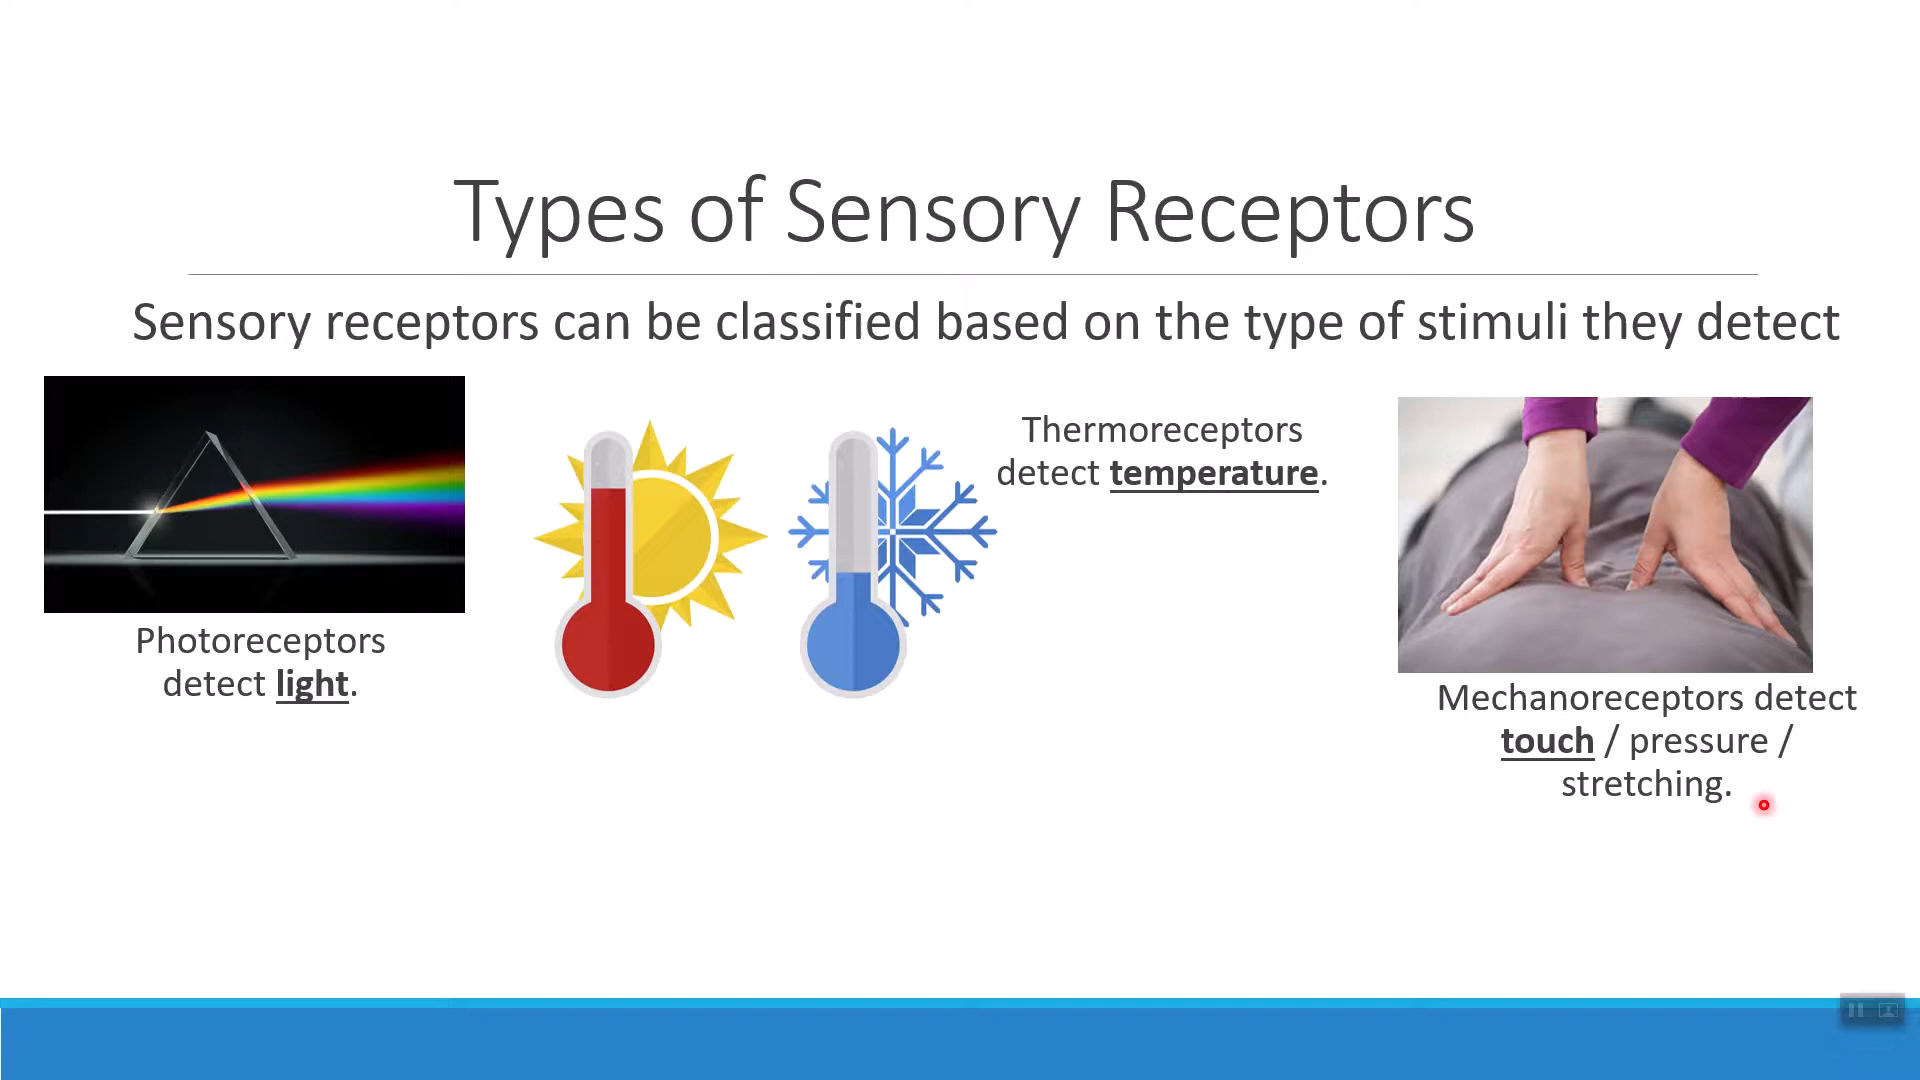 Types of Sensory Receptors
Sensory receptors can be classified based on the type of stimuli they detect
Photoreceptors
detect light.
Thermoreceptors
detect temperature.
Mechanoreceptors detect
touch / pressure /
stretching.